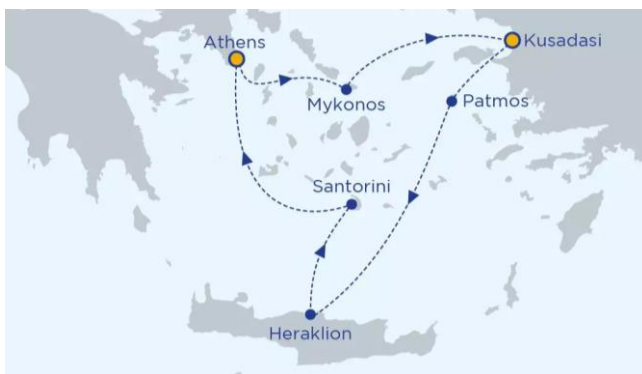 Athens
Kusadasi
Mykonos
Patmos
Santorini
Heraklion